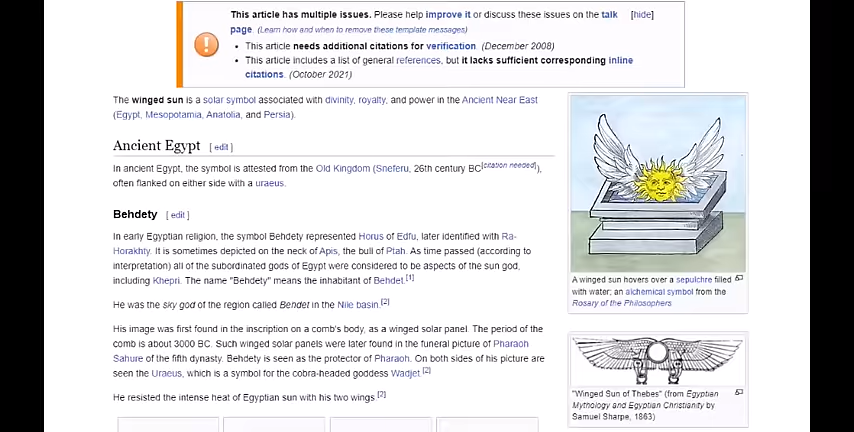 This article has multiple issues. Please help improve it or discuss these issues on the talk [hide]
page. (Learn how and when to remove these template messages)
• This article needs additional citations for verification. (December 2008)
• This article includes a list of general references, but it lacks sufficient corresponding inline
citations. (October 2021)
The winged sun is a solar symbol associated with divinity, royalty, and power in the Ancient Near East
(Egypt, Mesopotamia, Anatolia, and Persia).
Ancient Egypt [ edit ]
In ancient Egypt, the symbol is attested from the Old Kingdom (Sneferu, 26th century BC[citation needed]),
often flanked on either side with a uraeus.
Behdety [ edit ]
In early Egyptian religion, the symbol Behdety represented Horus of Edfu, later identified with Ra-
Horakhty. It is sometimes depicted on the neck of Apis, the bull of Ptah. As time passed (according to
interpretation) all of the subordinated gods of Egypt were considered to be aspects of the sun god,
including Khepri. The name "Behdety" means the inhabitant of Behdet.[1]
He was the sky god of the region called Bendet in the Nile basin.[2]
His image was first found in the inscription on a comb's body, as a winged solar panel. The period of the
comb is about 3000 BC. Such winged solar panels were later found in the funeral picture of Pharaoh
Sahure of the fifth dynasty. Behdety is seen as the protector of Pharaoh. On both sides of his picture are
seen the Uraeus, which is a symbol for the cobra-headed goddess Wadjet.[2]
He resisted the intense heat of Egyptian sun with his two wings.[2]
A winged sun hovers over a sepulchre filled
with water; an alchemical symbol from the
Rosary of the Philosophers
"Winged Sun of Thebes" (from Egyptian
Mythology and Egyptian Christianity by
Samuel Sharpe, 1863)